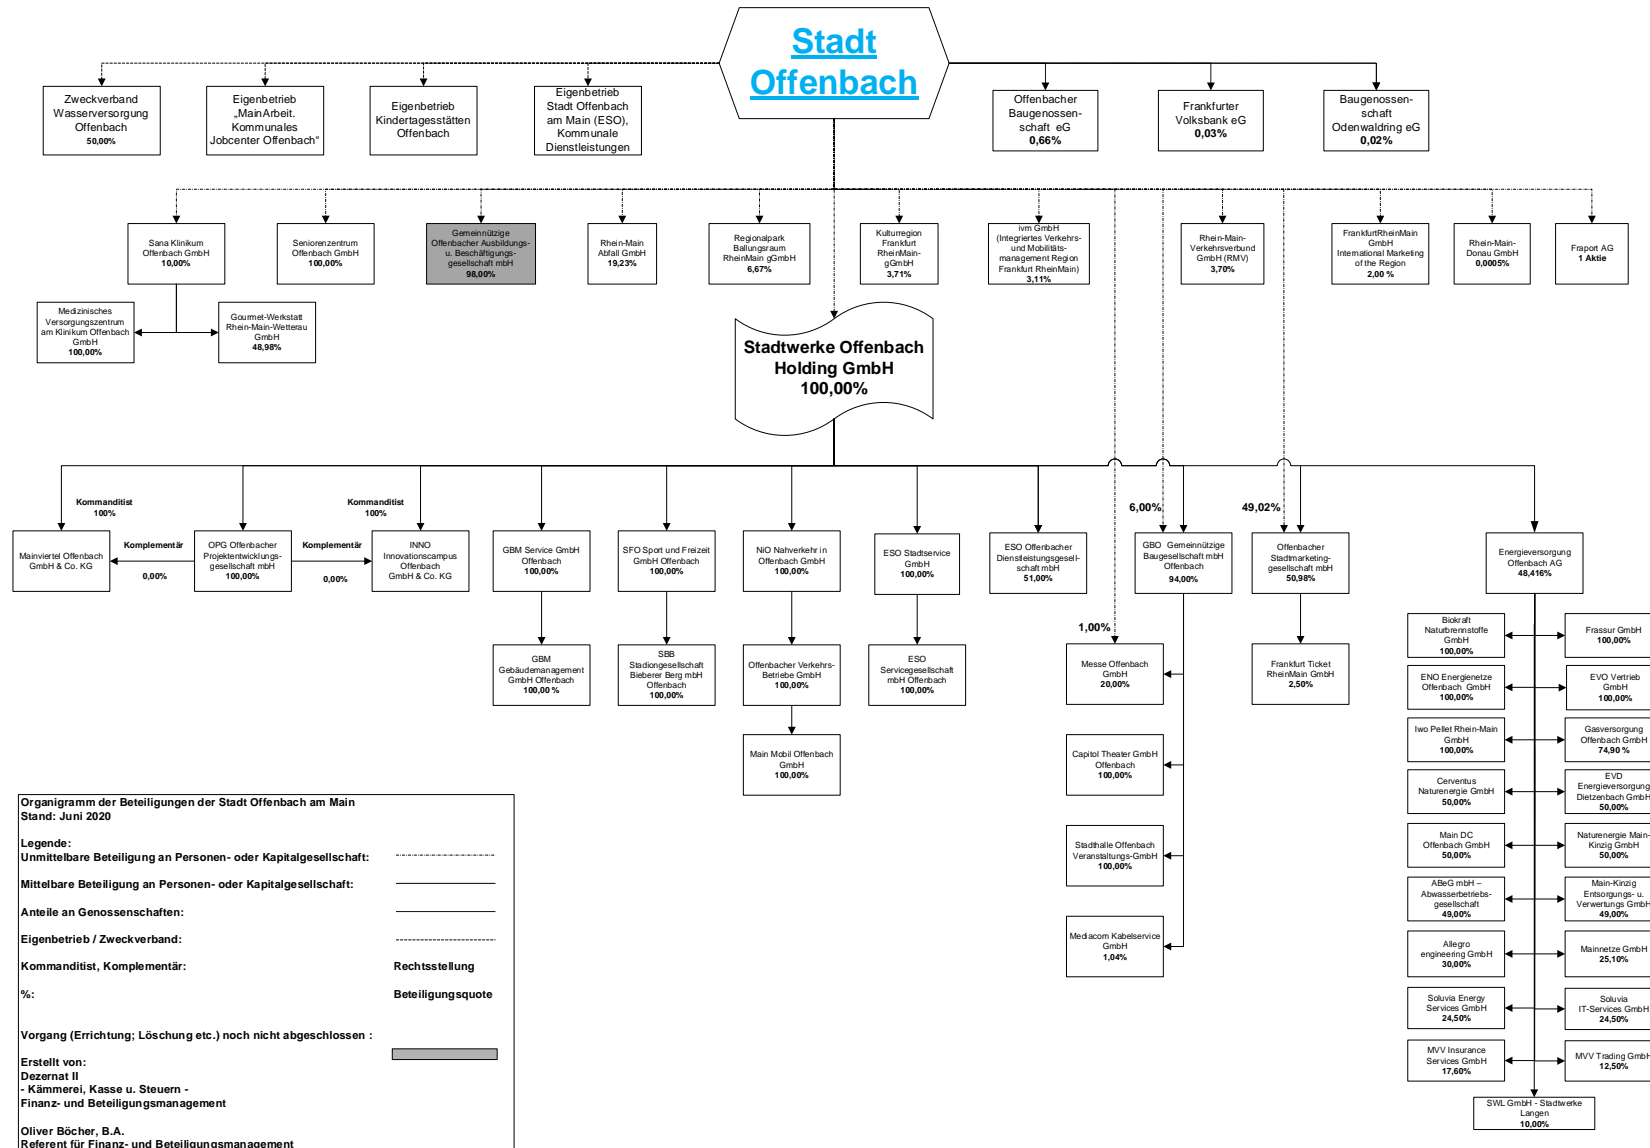 Stadt
Offenbach
Zweckverband
Wasserversorgung
Offenbach
50,00%
Eigenbetrieb
„MainArbeit.
Kommunales
Jobcenter Offenbach“
Eigenbetrieb
Kindertagesstätten
Offenbach
Eigenbetrieb
Stadt Offenbach
am Main (ESO),
Kommunale
Dienstleistungen
Offenbacher
Baugenossen-
schaft eG
0,66%
Frankfurter
Volksbank eG
0,03%
Baugenossen-
schaft
Odenwaldring eG
0,02%
Sana Klinikum
Offenbach GmbH
10,00%
Seniorenzentrum
Offenbach GmbH
100,00%
Gemeinnützige
Offenbacher Ausbildungs-
u. Beschäftigungs-
gesellschaft mbH
98,00%
Rhein-Main
Abfall GmbH
19,23%
Regionalpark
Ballungsraum
RheinMain gGmbH
6,67%
Kulturregion
Frankfurt
RheinMain-
gGmbH
3,71%
ivm GmbH
(Integriertes Verkehrs-
und Mobilitäts-
management Region
Frankfurt RheinMain)
3,11%
Rhein-Main-
Verkehrsverbund
GmbH (RMV)
3,70%
FrankfurtRheinMain
GmbH
International Marketing
of the Region
2,00 %
Rhein-Main-
Donau GmbH
0,0005%
Fraport AG
1 Aktie
Medizinisches
Versorgungszentrum
am Klinikum Offenbach
GmbH
100,00%
Gourmet-Werkstatt
Rhein-Main-Wetterau
GmbH
48,98%
Stadtwerke Offenbach
Holding GmbH
100,00%
Kommanditist
100%
Kommanditist
100%
6,00%
49,02%
Mainviertel Offenbach
GmbH & Co. KG
Komplementär
0,00%
OPG Offenbacher
Projektentwicklungs-
gesellschaft mbH
100,00%
Komplementär
0,00%
INNO
Innovationscampus
Offenbach
GmbH & Co. KG
GBM Service GmbH
Offenbach
100,00%
SFO Sport und Freizeit
GmbH Offenbach
100,00%
NiO Nahverkehr in
Offenbach GmbH
100,00%
ESO Stadtservice
GmbH
100,00%
ESO Offenbacher
Dienstleistungsgesell-
schaft mbH
51,00%
GBO Gemeinnützige
Baugesellschaft mbH
Offenbach
94,00%
Offenbacher
Stadtmarketing-
gesellschaft mbH
50,98%
Energieversorgung
Offenbach AG
48,416%
GBM
Gebäudemanagement
GmbH Offenbach
100,00 %
SBB
Stadiongesellschaft
Bieberer Berg mbH
Offenbach
100,00%
Offenbacher Verkehrs-
Betriebe GmbH
100,00%
ESO
Servicegesellschaft
mbH Offenbach
100,00%
1,00%
Messe Offenbach
GmbH
20,00%
Frankfurt Ticket
RheinMain GmbH
2,50%
Main Mobil Offenbach
GmbH
100,00%
Capitol Theater GmbH
Offenbach
100,00%
Stadthalle Offenbach
Veranstaltungs-GmbH
100,00%
Mediacom Kabelservice
GmbH
1,04%
Biokraft
Naturbrennstoffe
GmbH
100,00%
Frassur GmbH
100,00%
ENO Energienetze
Offenbach GmbH
100,00%
EVO Vertrieb
GmbH
100,00%
Iwo Pellet Rhein-Main
GmbH
100,00%
Gasversorgung
Offenbach GmbH
74,90 %
Cerventus
Naturenergie GmbH
50,00%
EVD
Energieversorgung
Dietzenbach GmbH
50,00%
Main DC
Offenbach GmbH
50,00%
Naturenergie Main-
Kinzig GmbH
50,00%
ABeG mbH –
Abwasserbetriebs-
gesellschaft
49,00%
Main-Kinzig
Entsorgungs- u.
Verwertungs GmbH
49,00%
Allegro
engineering GmbH
30,00%
Mainnetze GmbH
25,10%
Soluvia Energy
Services GmbH
24,50%
Soluvia
IT-Services GmbH
24,50%
MVV Insurance
Services GmbH
17,60%
MVV Trading GmbH
12,50%
SWL GmbH - Stadtwerke
Langen
10,00%
Organigramm der Beteiligungen der Stadt Offenbach am Main
Stand: Juni 2020
Legende:
Unmittelbare Beteiligung an Personen- oder Kapitalgesellschaft:
Mittelbare Beteiligung an Personen- oder Kapitalgesellschaft:
Anteile an Genossenschaften:
Eigenbetrieb / Zweckverband:
Kommanditist, Komplementär: Rechtsstellung
%: Beteiligungsquote
Vorgang (Errichtung; Löschung etc.) noch nicht abgeschlossen :
Erstellt von:
Dezernat II
- Kämmerei, Kasse u. Steuern -
Finanz- und Beteiligungsmanagement
Oliver Böcher, B.A.
Referent für Finanz- und Beteiligungsmanagement